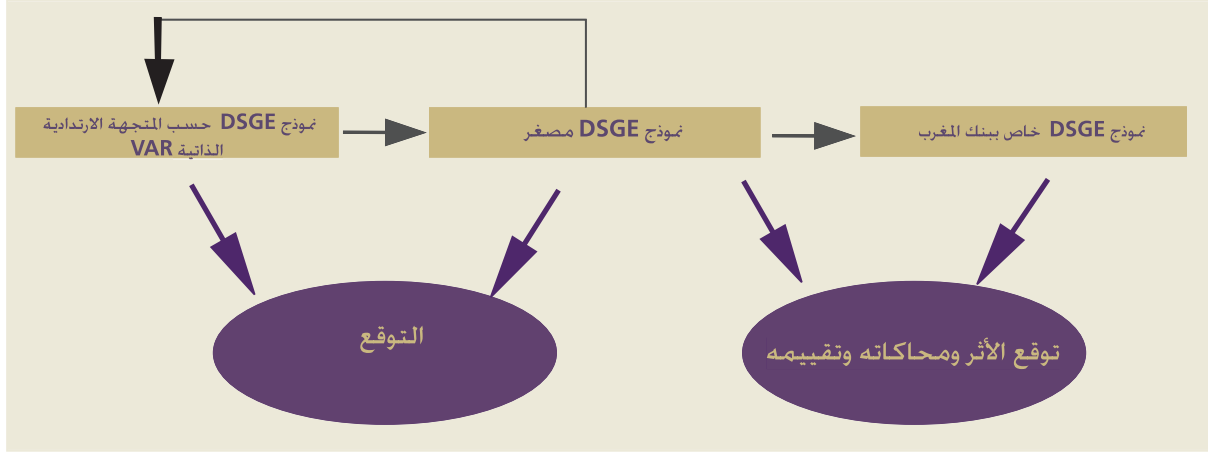 نموذج DSGE حسب المتجهة الارتدادية
الذاتية VAR
نموذج DSGE مصغر
نموذج DSGE خاص ببنك المغرب
التوقع
توقع الأثر ومحاكاته وتقييمه